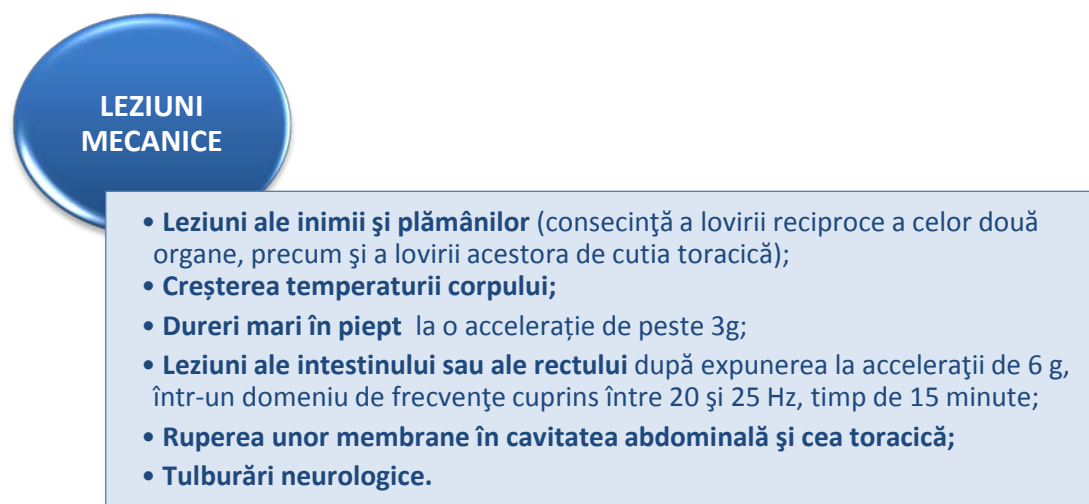 LEZIUNI
MECANICE
• Leziuni ale inimii şi plămânilor (consecinţă a lovirii reciproce a celor două
organe, precum şi a lovirii acestora de cutia toracică);
• Creșterea temperaturii corpului;
• Dureri mari în piept la o accelerație de peste 3g;
• Leziuni ale intestinului sau ale rectului după expunerea la acceleraţii de 6 g,
într-un domeniu de frecvenţe cuprins între 20 şi 25 Hz, timp de 15 minute;
• Ruperea unor membrane în cavitatea abdominală şi cea toracică;
• Tulburări neurologice.